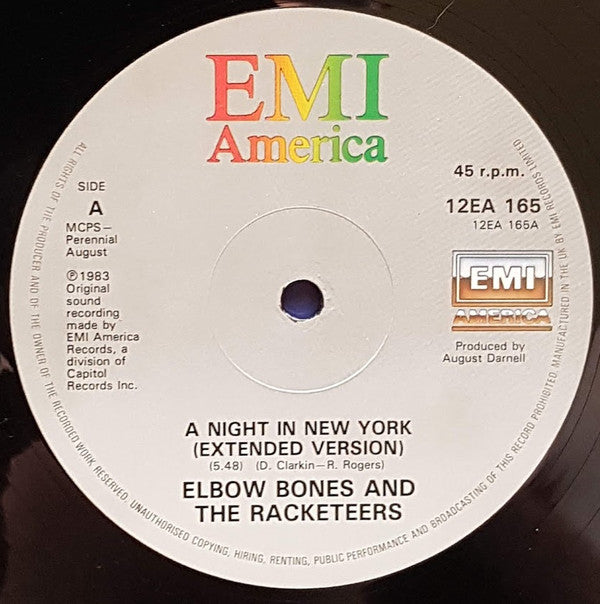 EMI
America
SIDE
A
MCPS–
Perennial
August
℗1983
Original
sound
recording
made by
EMI America
Records, a
division of
Capitol
Records Inc.
45 r.p.m.
12EA 165
12EA 165A
EMI
AMERICA
Produced by
August Darnell
A NIGHT IN NEW YORK
(EXTENDED VERSION)
(5.48) (D. Clarkin–R. Rogers)
ELBOW BONES AND
THE RACKETEERS
ALL RIGHTS OF THE PRODUCER AND OF THE OWNER OF THE RECORDED WORK RESERVED. UNAUTHORISED COPYING, HIRING, RENTING, PUBLIC PERFORMANCE AND BROADCASTING OF THIS RECORD PROHIBITED. MANUFACTURED IN THE UK BY EMI RECORDS LIMITED